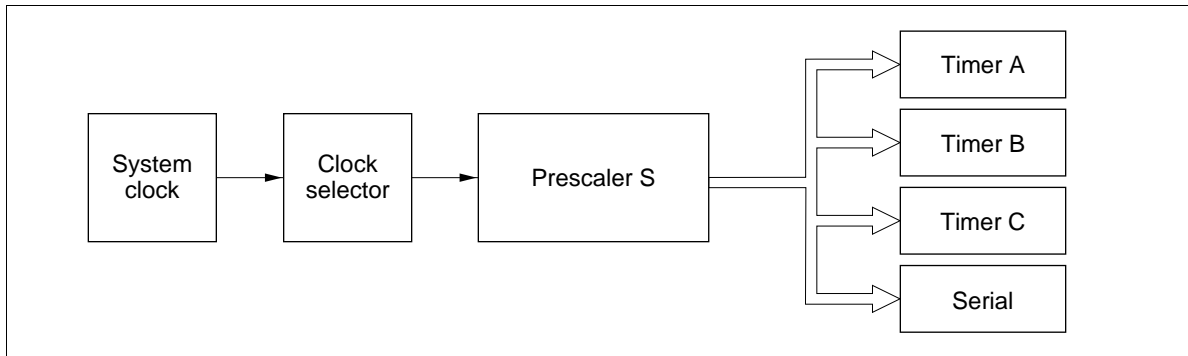 System
clock
Clock
selector
Prescaler S
Timer A
Timer B
Timer C
Serial